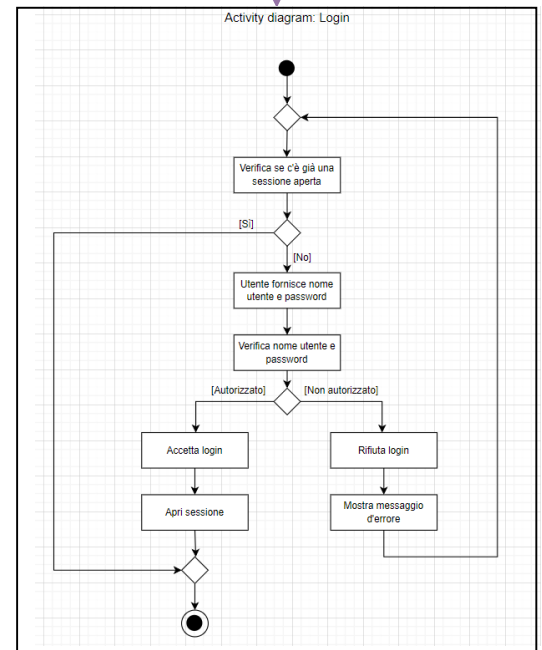 Activity diagram: Login
Verifica se c'è già una
sessione aperta
[Sì]
[No]
Utente fornisce nome
utente e password
Verifica nome utente e
password
[Autorizzato]
[Non autorizzato]
Accetta login
Rifiuta login
Apri sessione
Mostra messaggio
d'errore